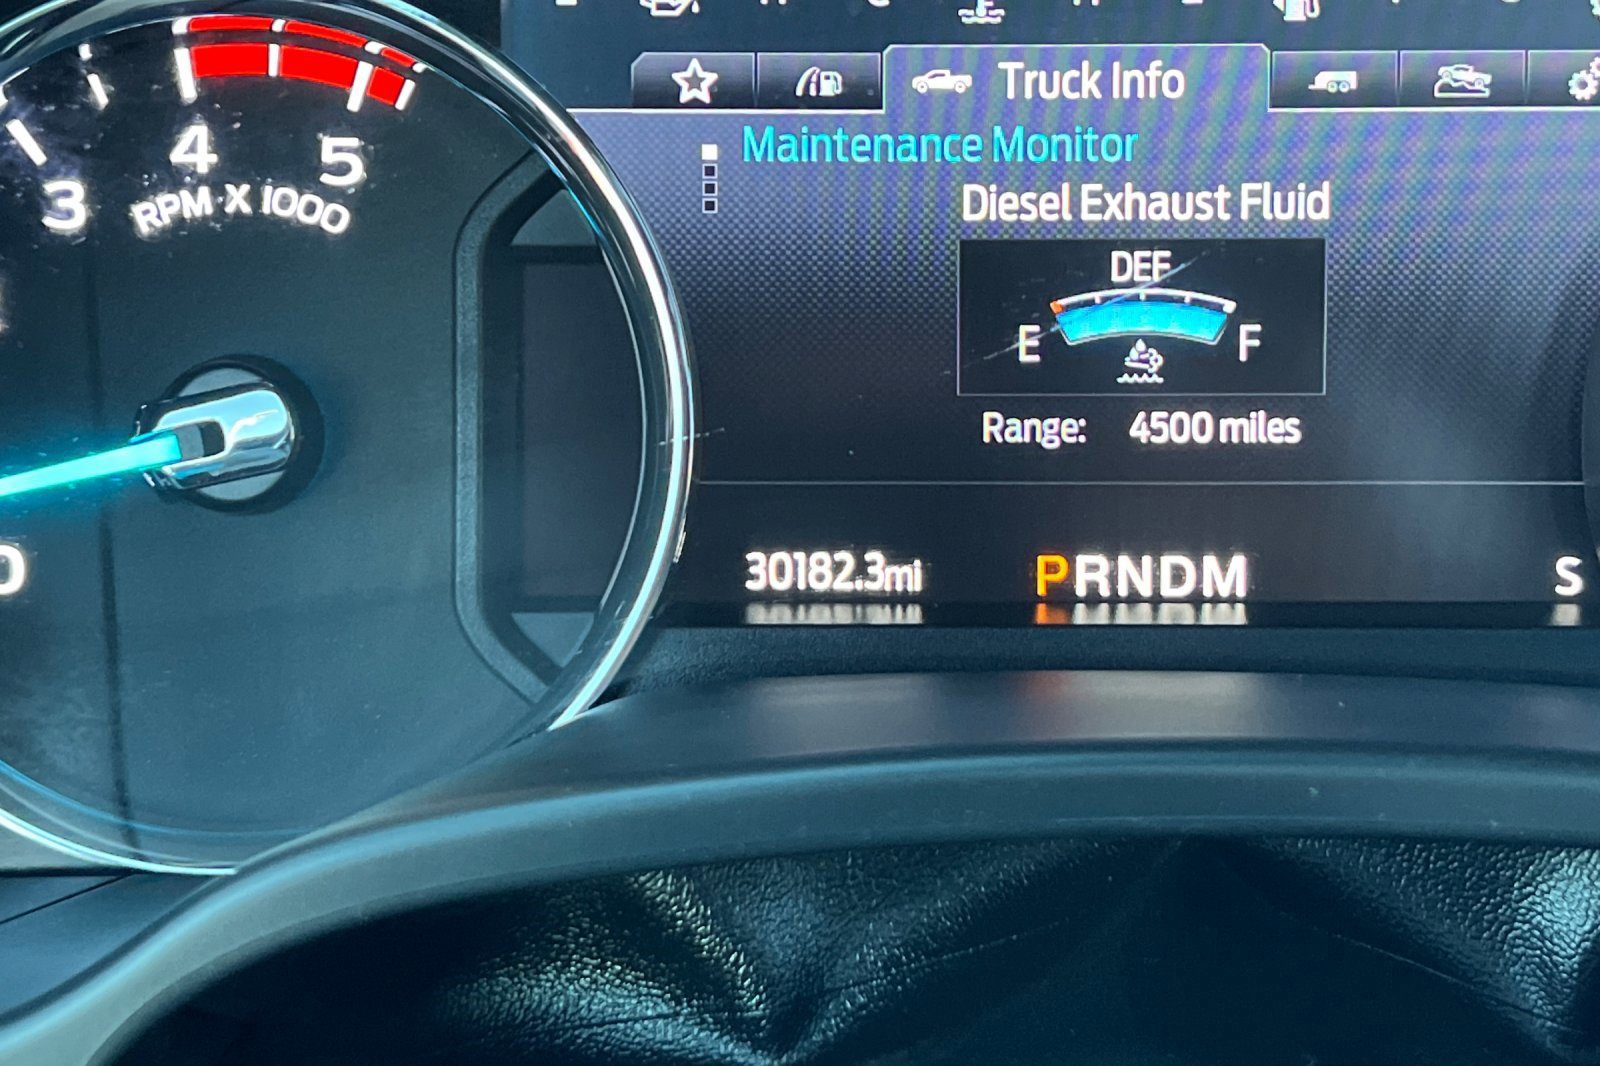 Truck Info
Maintenance Monitor
Diesel Exhaust Fluid
DEF
E F
Range: 4500 miles
30182.3mi PRNDM S
3 4 5
RPM X 1000
0